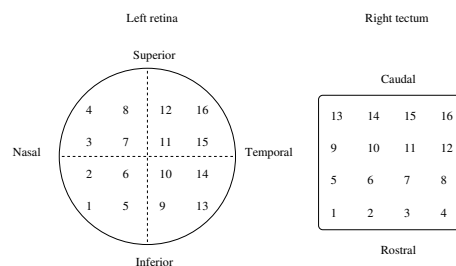 Left retina
Right tectum
Superior
Nasal
4 8 12 16
3 7 11 15
2 6 10 14
1 5 9 13
Temporal
Inferior
Caudal
13 14 15 16
9 10 11 12
5 6 7 8
1 2 3 4
Rostral